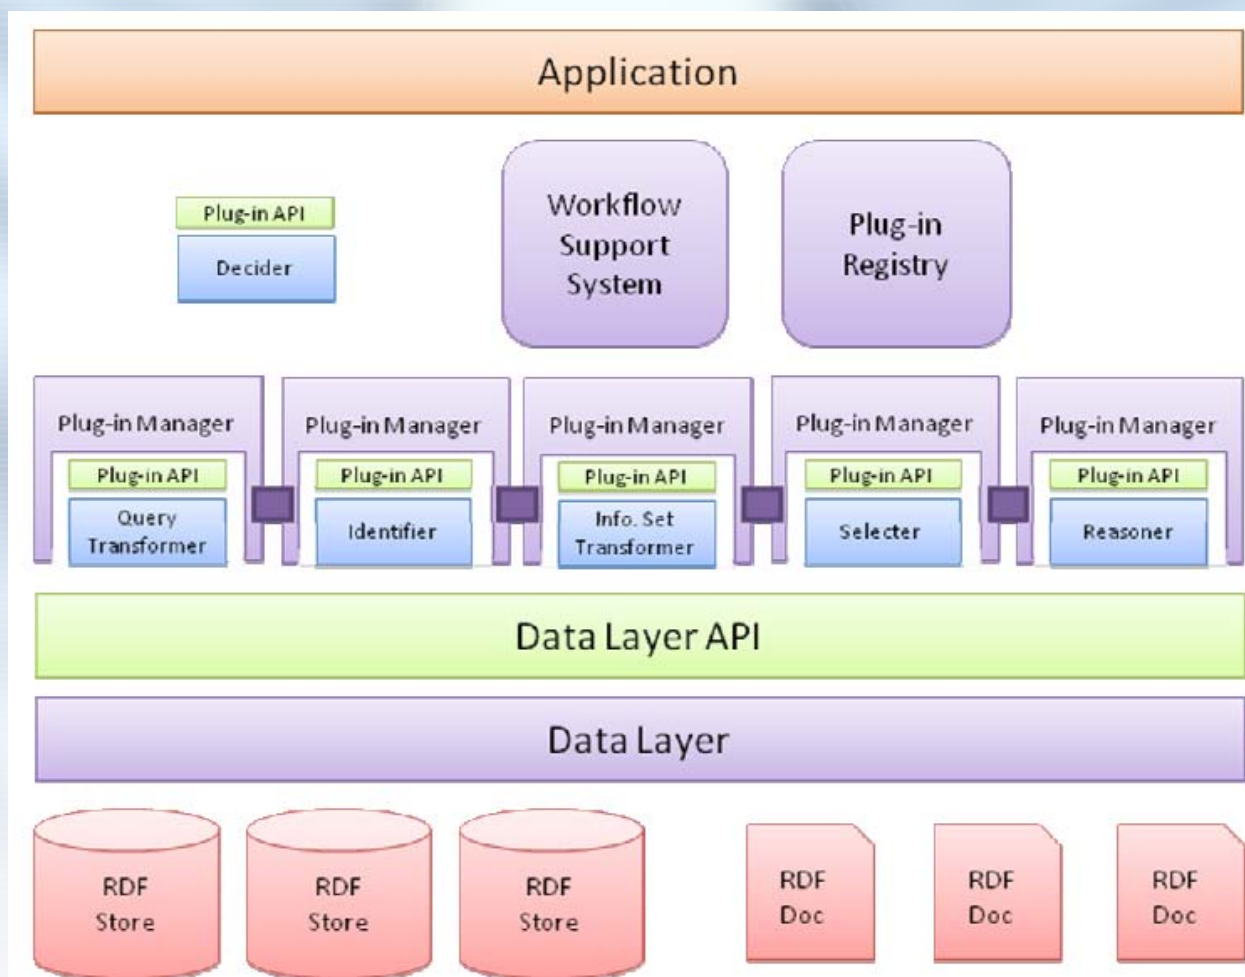 Application
Plug-in API
Decider
Workflow
Support
System
Plug-in
Registry
Plug-in Manager
Plug-in API
Query
Transformer
Plug-in Manager
Plug-in API
Identifier
Plug-in Manager
Plug-in API
Info. Set
Transformer
Plug-in Manager
Plug-in API
Selecter
Plug-in Manager
Plug-in API
Reasoner
Data Layer API
Data Layer
RDF
Store
RDF
Store
RDF
Store
RDF
Doc
RDF
Doc
RDF
Doc